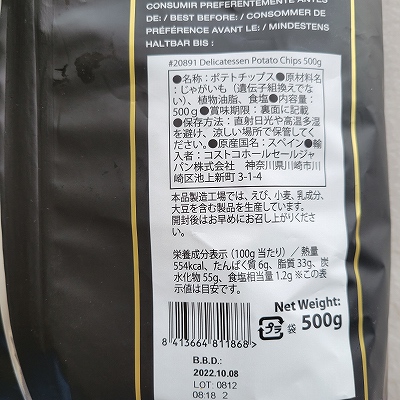 CONSUMIR PREFERENTEMENTE ANTES
DE: / BEST BEFORE: / CONSOMMER DE
PRÉFÉRENCE AVANT LE: / MINDESTENS
HALTBAR BIS :
#20891 Delicatessen Potato Chips 500g
●名称：ポテトチップス●原材料名
：じゃがいも（遺伝子組換えでな
い）、植物油脂、食塩●内容量：
500g●賞味期限：裏面に記載
●保存方法：直射日光や高温多湿
を避け、涼しい場所で保管してく
ださい。●原産国名：スペイン●輸
入者：コストコホールセールジャ
パン株式会社　神奈川県川崎市川
崎区池上新町3-1-4
本品製造工場では、えび、小麦、乳成分、
大豆を含む製品を生産しています。
開封後はお早めにお召し上がりくださ
い。
栄養成分表示（100g当たり）／熱量
554kcal、たんぱく質6g、脂質33g、炭
水化物55g、食塩相当量1.2g ※この表
示値は目安です。
Net Weight:
プラ 袋 500g
8 413664 811868
B.B.D.:
2022.10.08
LOT: 0812
08:18 2